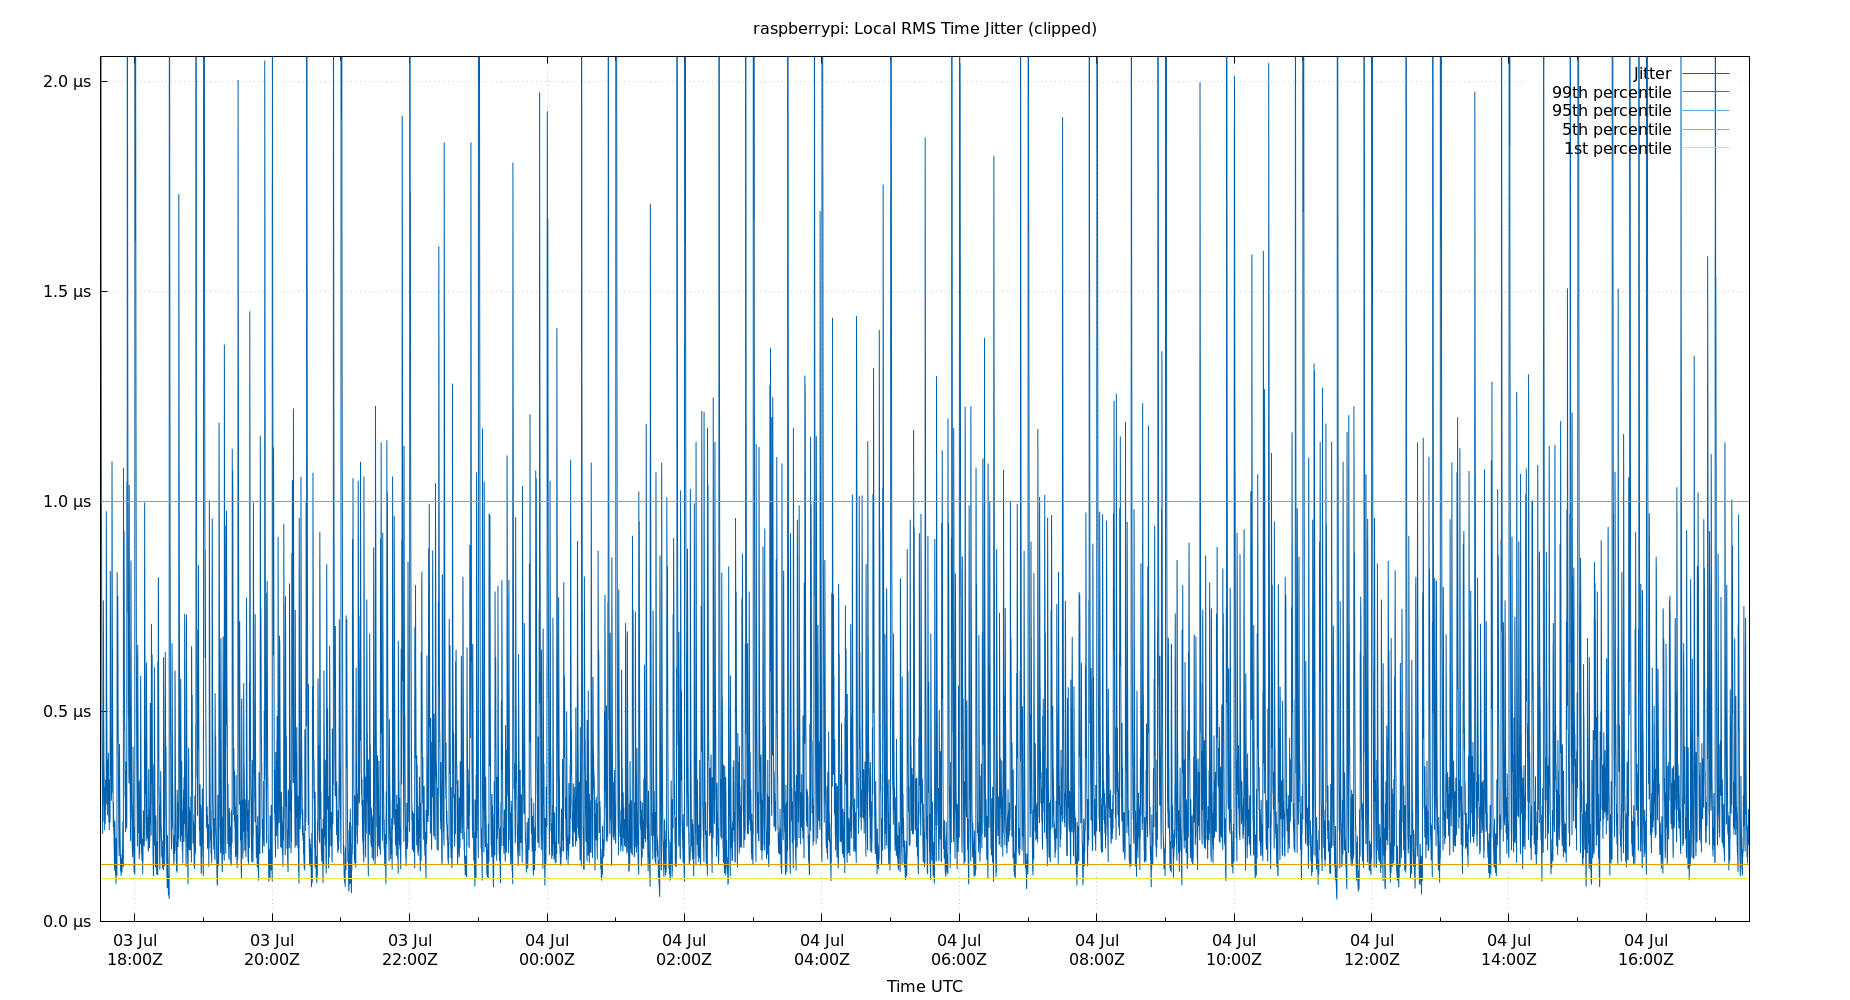 raspberrypi: Local RMS Time Jitter (clipped)
2.0 µs
1.5 µs
1.0 µs
0.5 µs
0.0 µs
Jitter
99th percentile
95th percentile
5th percentile
1st percentile
03 Jul 03 Jul 03 Jul 04 Jul 04 Jul 04 Jul 04 Jul 04 Jul 04 Jul 04 Jul 04 Jul 04 Jul
18:00Z 20:00Z 22:00Z 00:00Z 02:00Z 04:00Z 06:00Z 08:00Z 10:00Z 12:00Z 14:00Z 16:00Z
Time UTC